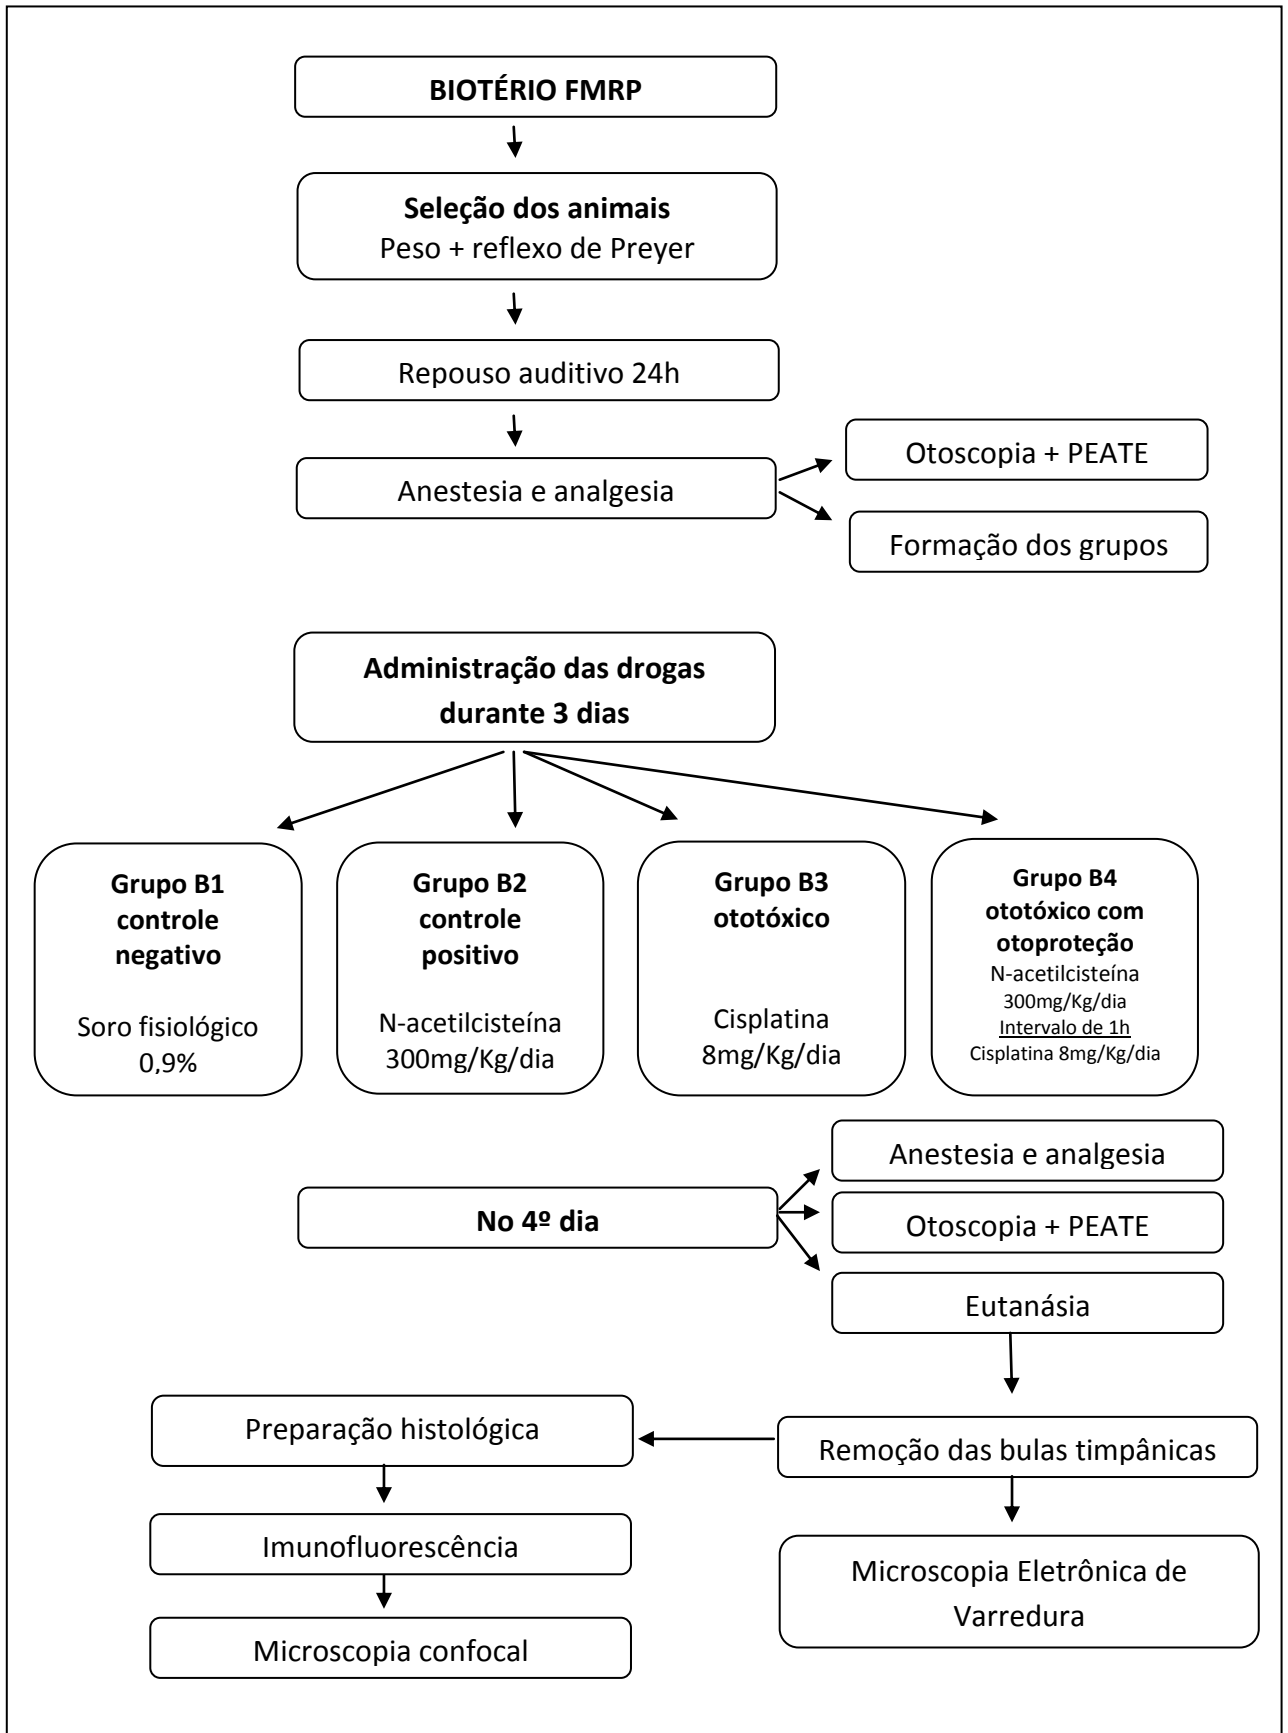 BIOTÉRIO FMRP
Seleção dos animais
Peso + reflexo de Preyer
Repouso auditivo 24h
Anestesia e analgesia
Otoscopia + PEATE
Formação dos grupos
Administração das drogas
durante 3 dias
Grupo B1
controle
negativo
Soro fisiológico
0,9%
Grupo B2
controle
positivo
N-acetilcisteína
300mg/Kg/dia
Grupo B3
ototóxico
Cisplatina
8mg/Kg/dia
Grupo B4
ototóxico com
otoproteção
N-acetilcisteína
300mg/Kg/dia
Intervalo de 1h
Cisplatina 8mg/Kg/dia
No 4º dia
Anestesia e analgesia
Otoscopia + PEATE
Eutanásia
Remoção das bulas timpânicas
Preparação histológica
Imunofluorescência
Microscopia confocal
Microscopia Eletrônica de
Varredura